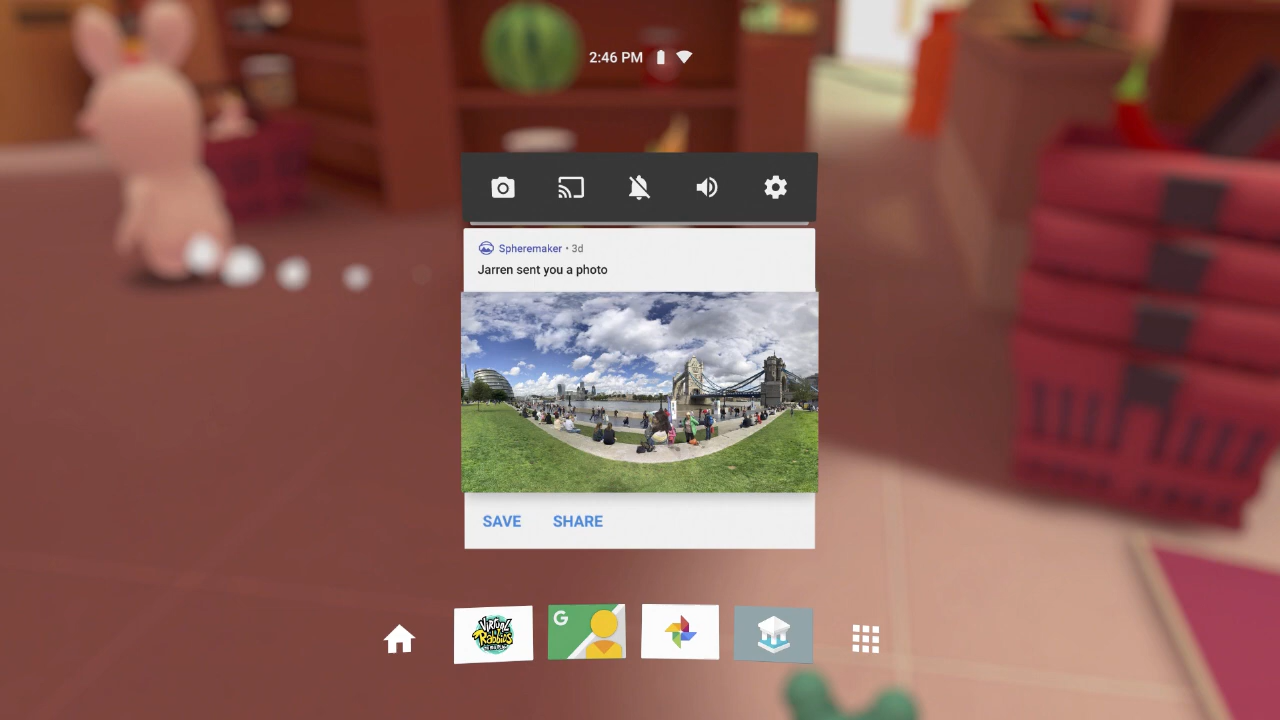 2:46 PM
Spheremaker • 3d
Jarren sent you a photo
SAVE
SHARE
VIRTUAL
Rabbids
G